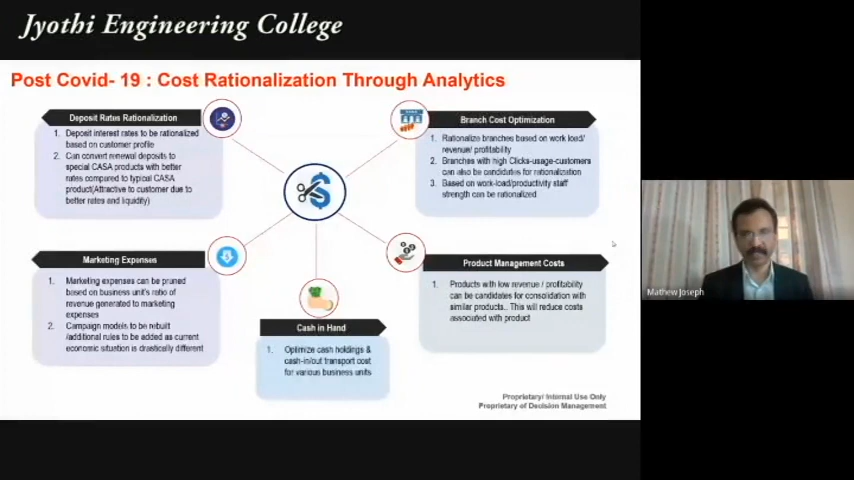 Jyothi Engineering College
Post Covid- 19 : Cost Rationalization Through Analytics
Deposit Rates Rationalization
1. Deposit interest rates to be rationalized
based on customer profile
2. Can convert renewal deposits to
special CASA products with better
rates compared to typical CASA
product(Attractive to customer due to
better rates and liquidity)
Branch Cost Optimization
1. Rationalize branches based on work load/
revenue/ profitability
2. Branches with high Clicks-usage-customers
can also be candidates for rationalization
3. Based on work-load/productivity staff
strength can be rationalized
Marketing Expenses
1. Marketing expenses can be pruned
based on business unit's ratio of
revenue generated to marketing
expenses
2. Campaign models to be rebuilt
/additional rules to be added as current
economic situation is drastically different
Cash in Hand
1. Optimize cash holdings &
cash-in/out transport cost
for various business units
Product Management Costs
1. Products with low revenue / profitability
can be candidates for consolidation with
similar products.. This will reduce costs
associated with product
Proprietary/ Internal Use Only
Proprietary of Decision Management
Mathew Joseph